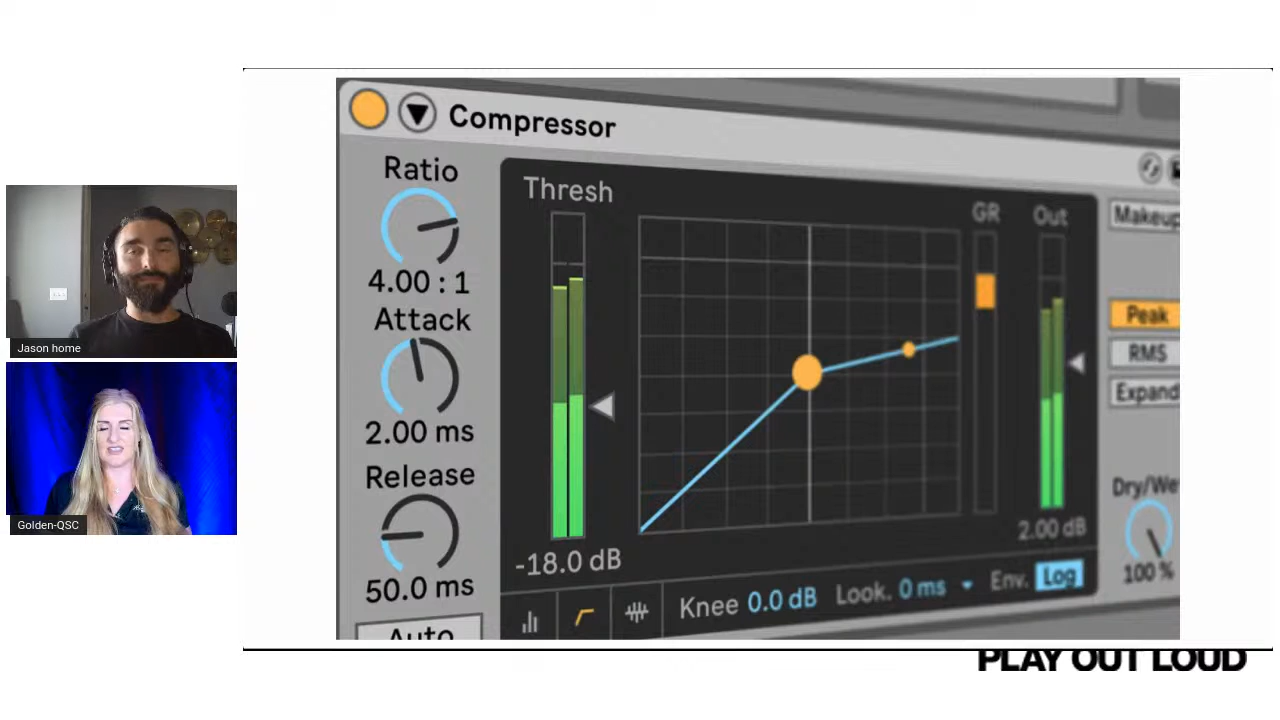 Compressor
Ratio
4.00 : 1
Attack
2.00 ms
Release
50.0 ms
Auto
Thresh
-18.0 dB
GR
Out
2.00 dB
Knee 0.0 dB
Look. 0 ms
Env. Log
Makeup
Peak
RMS
Expand
Dry/We
100 %
Jason home
Golden-QSC
PLAY OUT LOUD